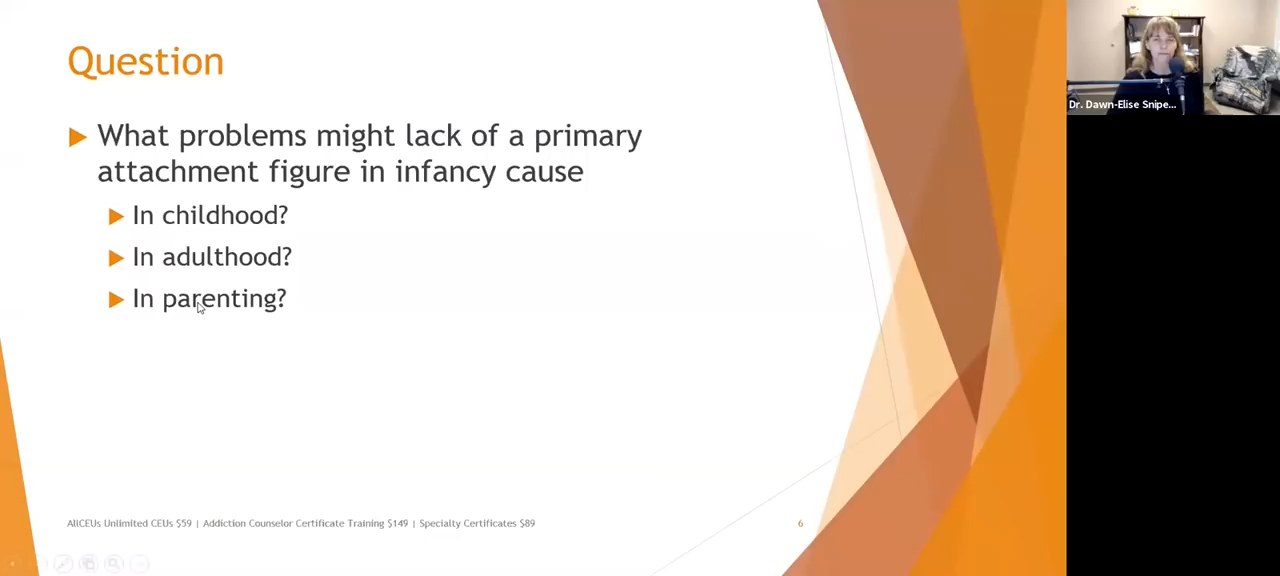 Question
What problems might lack of a primary
attachment figure in infancy cause
In childhood?
In adulthood?
In parenting?
AllCEUs Unlimited CEUs $59 | Addiction Counselor Certificate Training $149 | Specialty Certificates $89
6
Dr. Dawn-Elise Snipe...